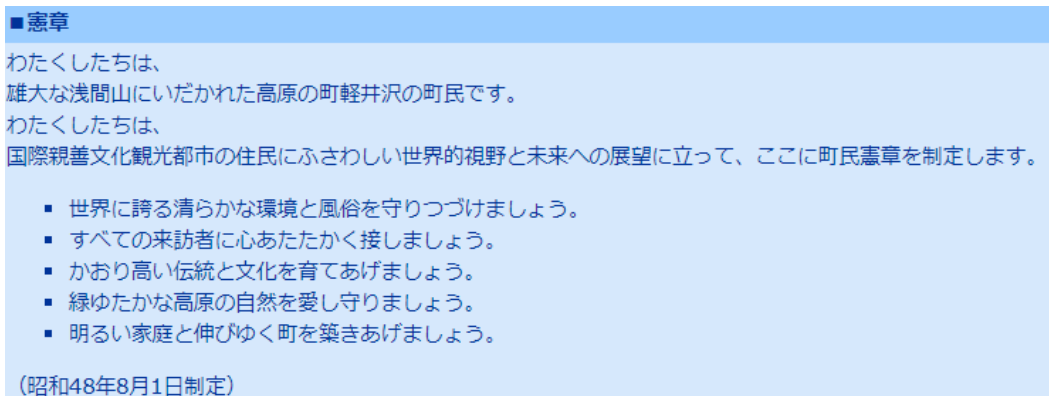 ■憲章
わたくしたちは、
雄大な浅間山にいだかれた高原の町軽井沢の町民です。
わたくしたちは、
国際親善文化観光都市の住民にふさわしい世界的視野と未来への展望に立って、ここに町民憲章を制定します。
▪ 世界に誇る清らかな環境と風俗を守りつづけましょう。
▪ すべての来訪者に心あたたかく接しましょう。
▪ かおり高い伝統と文化を育てあげましょう。
▪ 緑ゆたかな高原の自然を愛し守りましょう。
▪ 明るい家庭と伸びゆく町を築きあげましょう。
（昭和48年8月1日制定）